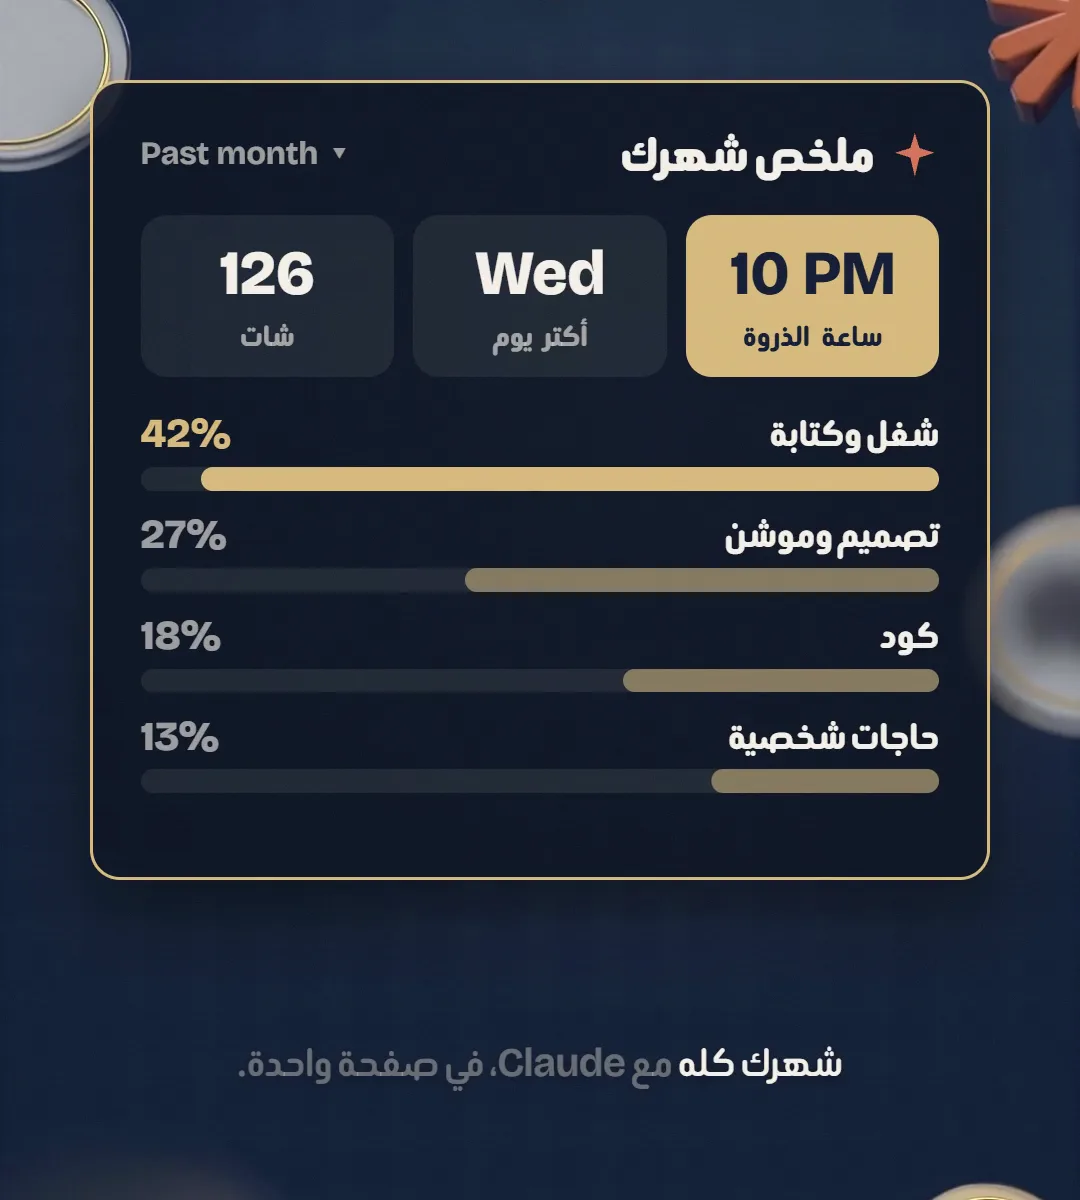 ملخص شهرك
Past month
10 PM
ساعة الذروة
Wed
أكتر يوم
126
شات
شغل وكتابة
42%
تصميم وموشن
27%
كود
18%
حاجات شخصية
13%
شهرك كله مع Claude، في صفحة واحدة.